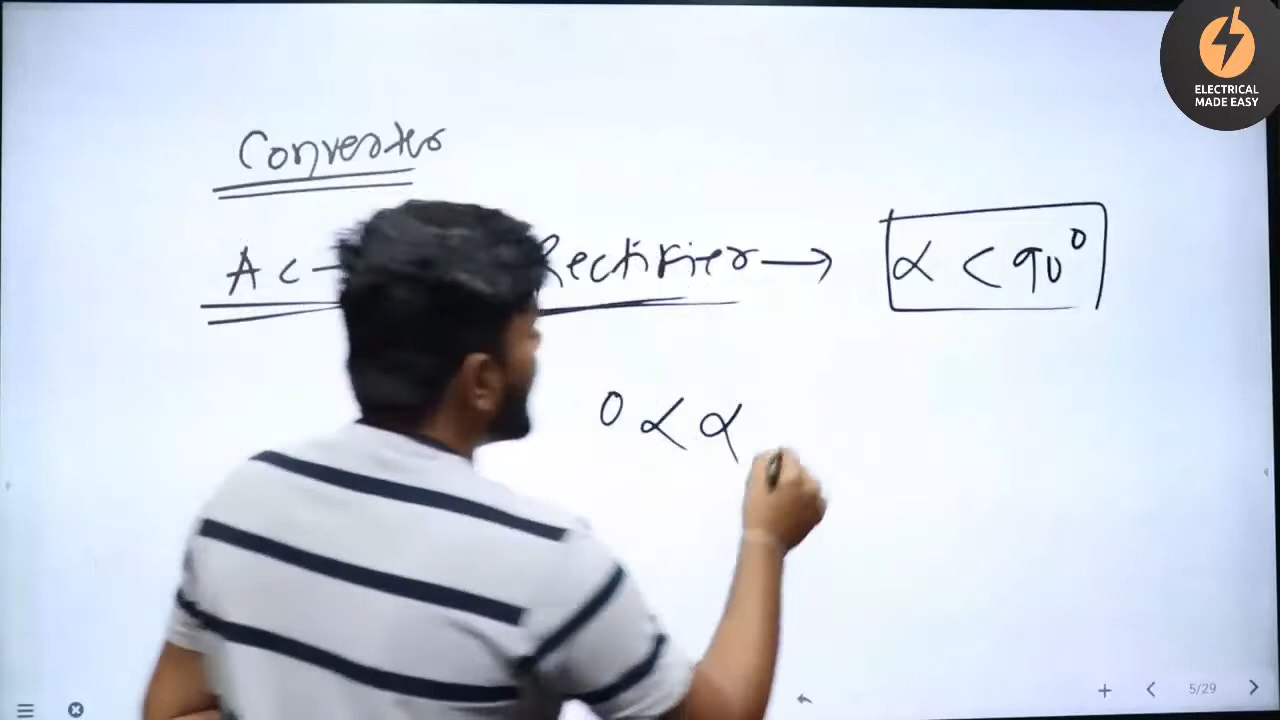 ELECTRICAL
MADE EASY
Converter
AC- Rectifier → α < 90°
0 < α
5/29